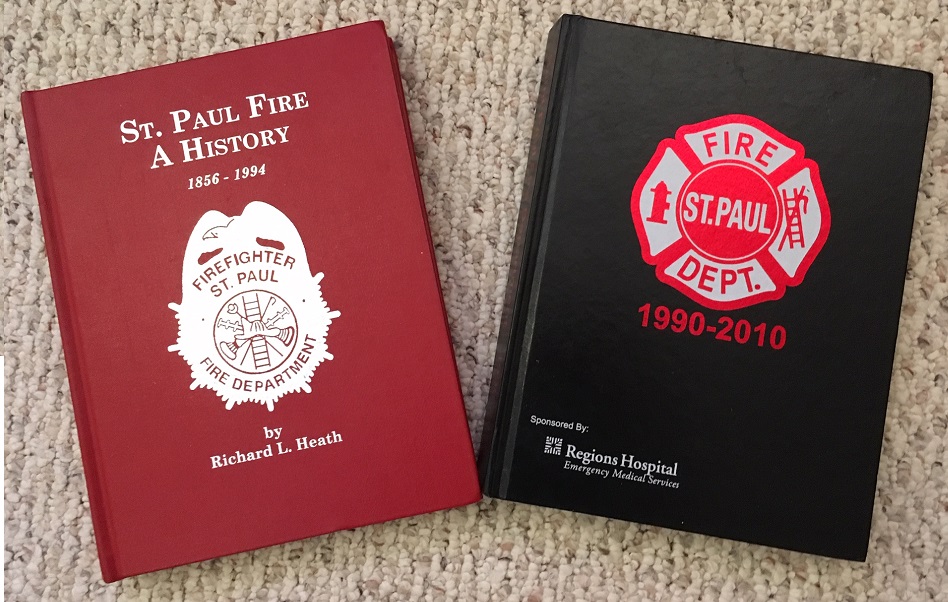 ST. PAUL FIRE
A HISTORY
1856 - 1994
FIREFIGHTER
ST. PAUL
FIRE DEPARTMENT
by
Richard L. Heath
FIRE
ST. PAUL
DEPT.
1990-2010
Sponsored By:
Regions Hospital
Emergency Medical Services